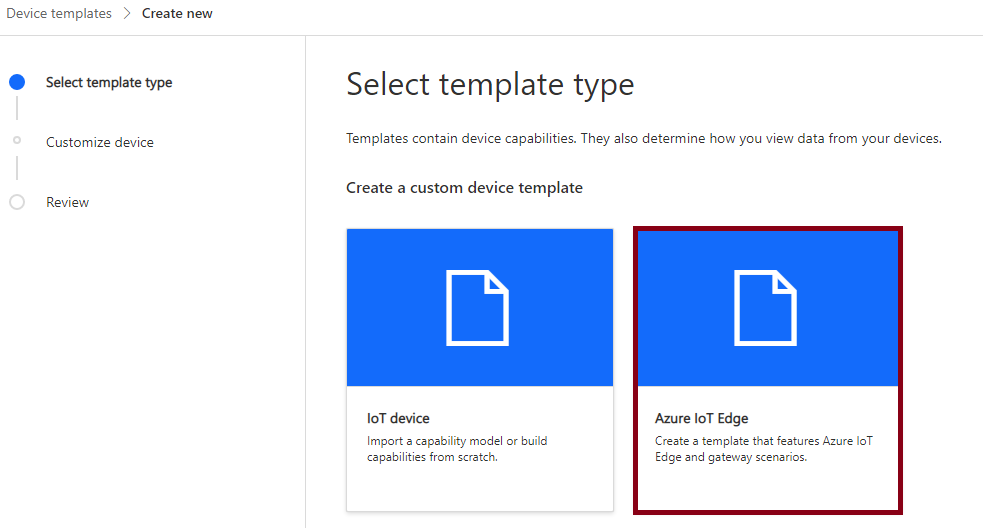 Device templates > Create new
Select template type
Customize device
Review
Select template type
Templates contain device capabilities. They also determine how you view data from your devices.
Create a custom device template
IoT device
Import a capability model or build
capabilities from scratch.
Azure IoT Edge
Create a template that features Azure IoT
Edge and gateway scenarios.